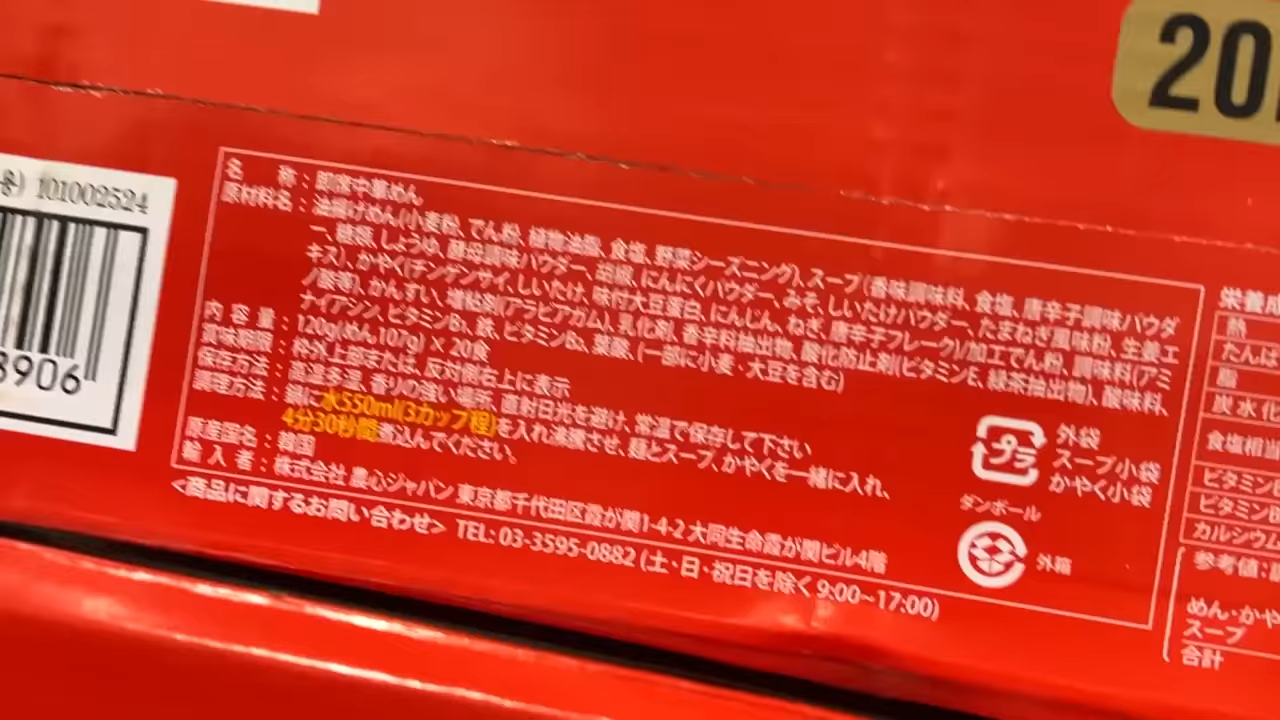 20
号) 101002524
8906
名　称 : 即席中華めん
原材料名 : 油揚げめん(小麦粉、でん粉、植物油脂、食塩、野菜シーズニング)、スープ(香味調味料、食塩、唐辛子調味パウダ
ー、糖類、しょうゆ、酵母調味パウダー、胡椒、にんにくパウダー、みそ、しいたけパウダー、たまねぎ風味粉、生姜エ
キス)、かやく(チンゲンサイ、しいたけ、味付大豆蛋白、にんじん、ねぎ、唐辛子フレーク)/加工でん粉、調味料(アミ
ノ酸等)、かんすい、増粘剤(アラビアガム)、乳化剤、香辛料抽出物、酸化防止剤(ビタミンE、緑茶抽出物)、酸味料、
ナイアシン、ビタミンB₁、鉄、ビタミンB₂、葉酸、(一部に小麦・大豆を含む)
内 容 量 : 120g(めん107g) × 20食
賞味期限 : 枠外上部または、反対側右上に表示
保存方法 : 高温多湿、香りの強い場所、直射日光を避け、常温で保存して下さい
調理方法 : 鍋に水550ml(3カップ程)を入れ沸騰させ、麺とスープ、かやくを一緒に入れ、
4分30秒間煮込んでください。
原産国名 : 韓国
輸 入 者 : 株式会社 農心ジャパン 東京都千代田区霞が関1-4-2 大同生命霞が関ビル4階
<商品に関するお問い合わせ> TEL: 03-3595-0882 (土・日・祝日を除く 9:00~17:00)
プラ
外袋
スープ小袋
かやく小袋
ダンボール
外箱
栄養成
熱
たんぱ
脂
炭水化
食塩相当
ビタミンB
ビタミンB
カルシウム
参考値:
めん・かや
スープ
合計